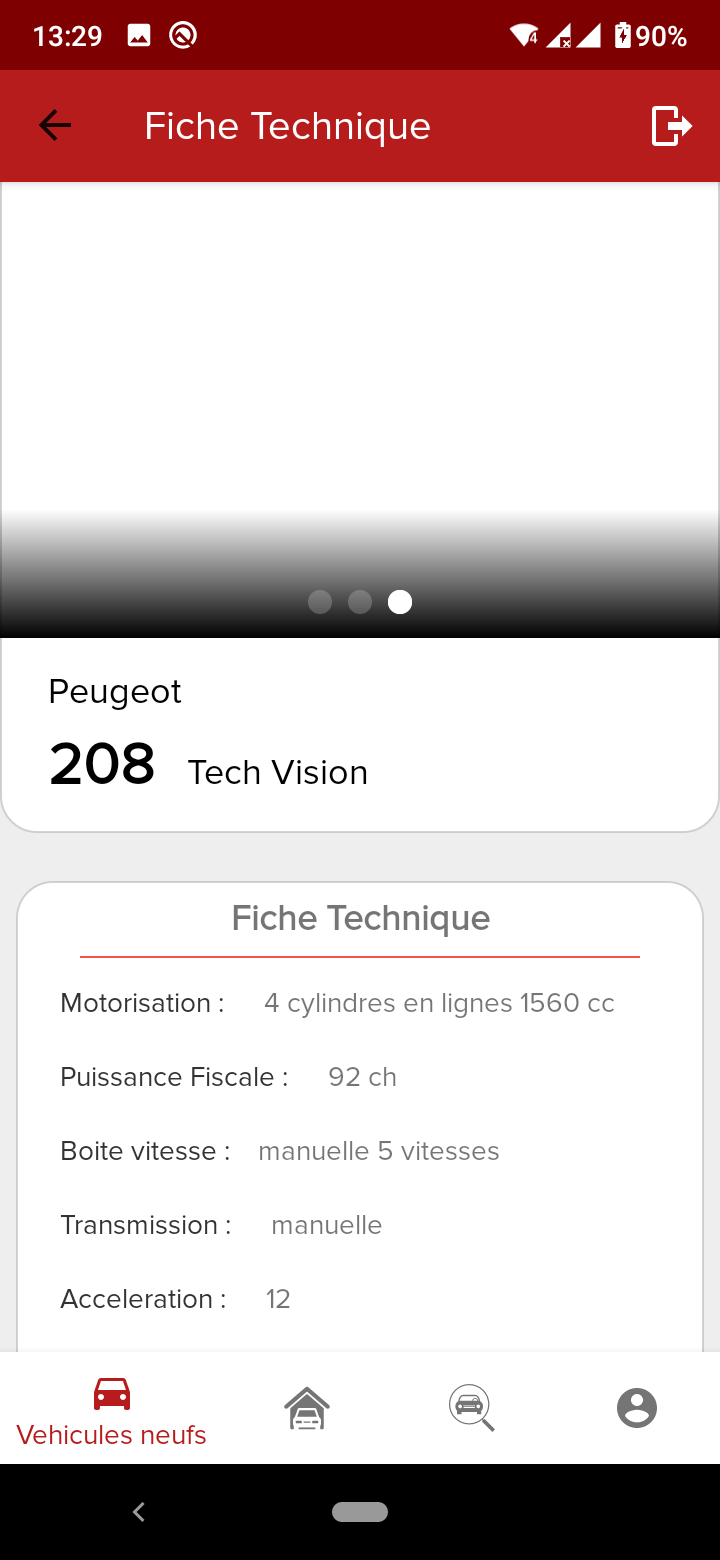 13:29 4 90%
Fiche Technique
Peugeot
208 Tech Vision
Fiche Technique
Motorisation : 4 cylindres en lignes 1560 cc
Puissance Fiscale : 92 ch
Boite vitesse : manuelle 5 vitesses
Transmission : manuelle
Acceleration : 12
Vehicules neufs